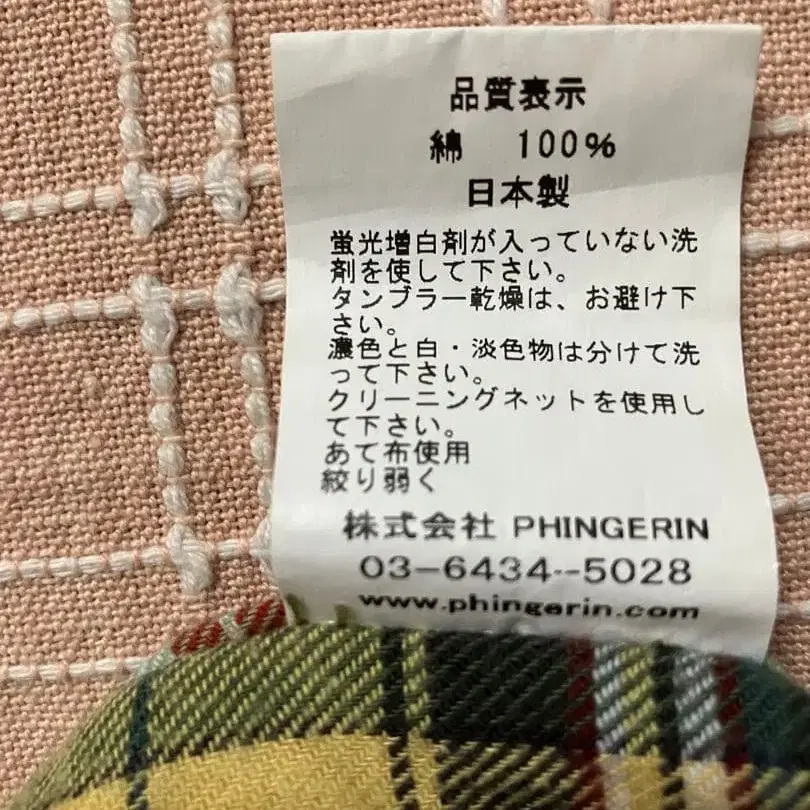 品質表示
綿 100%
日本製
蛍光増白剤が入っていない洗
剤を使して下さい。
タンブラー乾燥は、お避け下
さい。
濃色と白・淡色物は分けて洗
って下さい。
クリーニングネットを使用し
て下さい。
あて布使用
絞り弱く
株式会社 PHINGERIN
03-6434--5028
www.phingerin.com